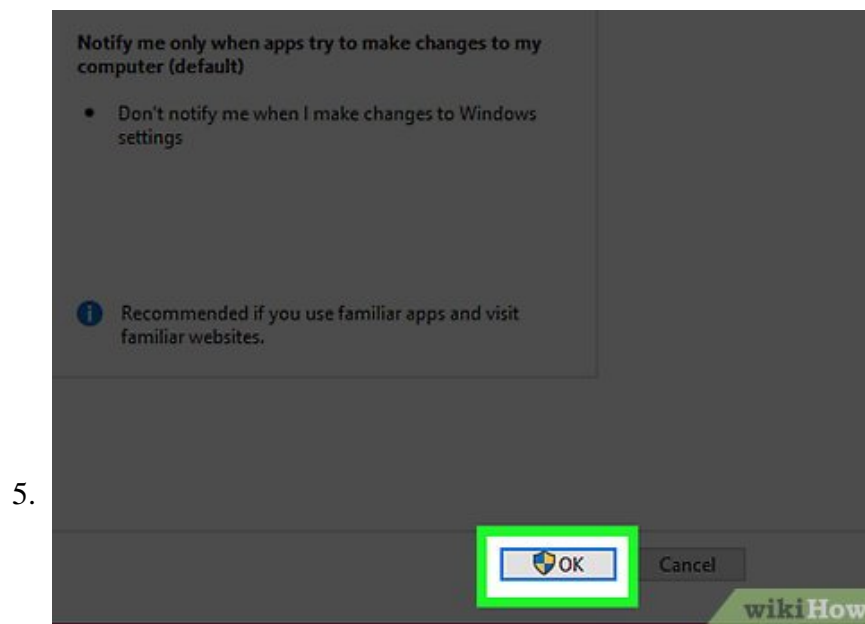 Notify me only when apps try to make changes to my
computer (default)
• Don't notify me when I make changes to Windows
settings
Recommended if you use familiar apps and visit
familiar websites.
5.
OK Cancel
wikiHow